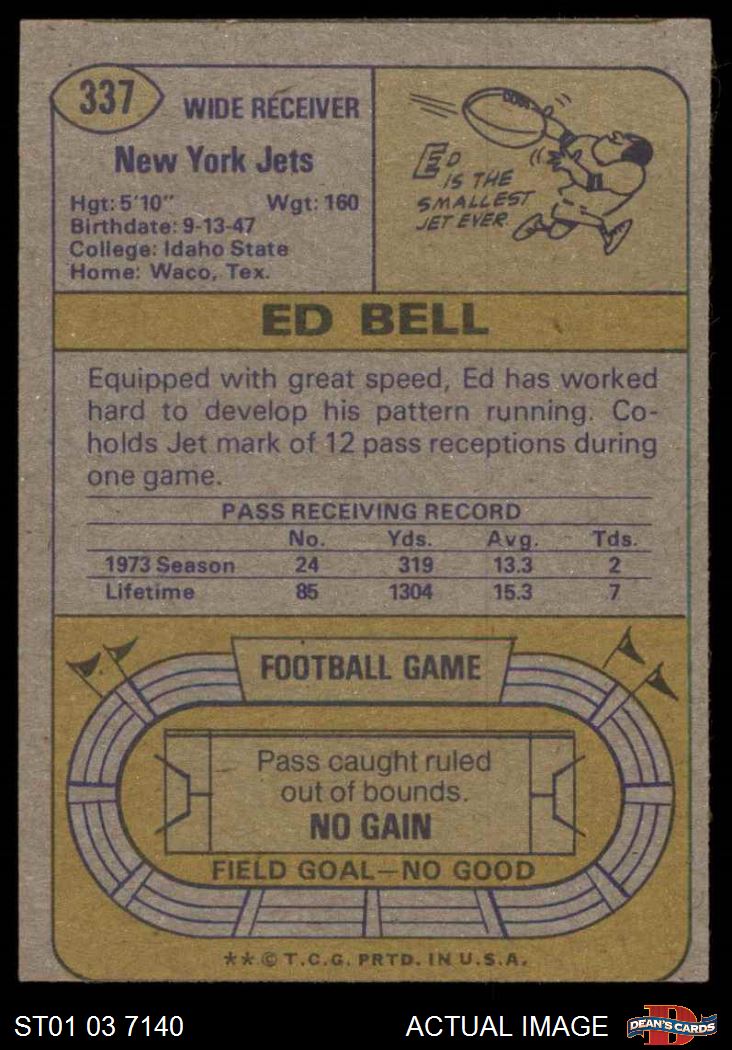 337
WIDE RECEIVER
New York Jets
Hgt: 5'10" Wgt: 160
Birthdate: 9-13-47
College: Idaho State
Home: Waco, Tex.
ED
IS THE
SMALLEST
JET EVER.
ED BELL
Equipped with great speed, Ed has worked
hard to develop his pattern running. Co-
holds Jet mark of 12 pass receptions during
one game.
PASS RECEIVING RECORD
No. Yds. Avg. Tds.
1973 Season 24 319 13.3 2
Lifetime 85 1304 15.3 7
FOOTBALL GAME
Pass caught ruled
out of bounds.
NO GAIN
FIELD GOAL—NO GOOD
**© T.C.G. PRTD. IN U.S.A.
ST01 03 7140 ACTUAL IMAGE
DEAN'S CARDS